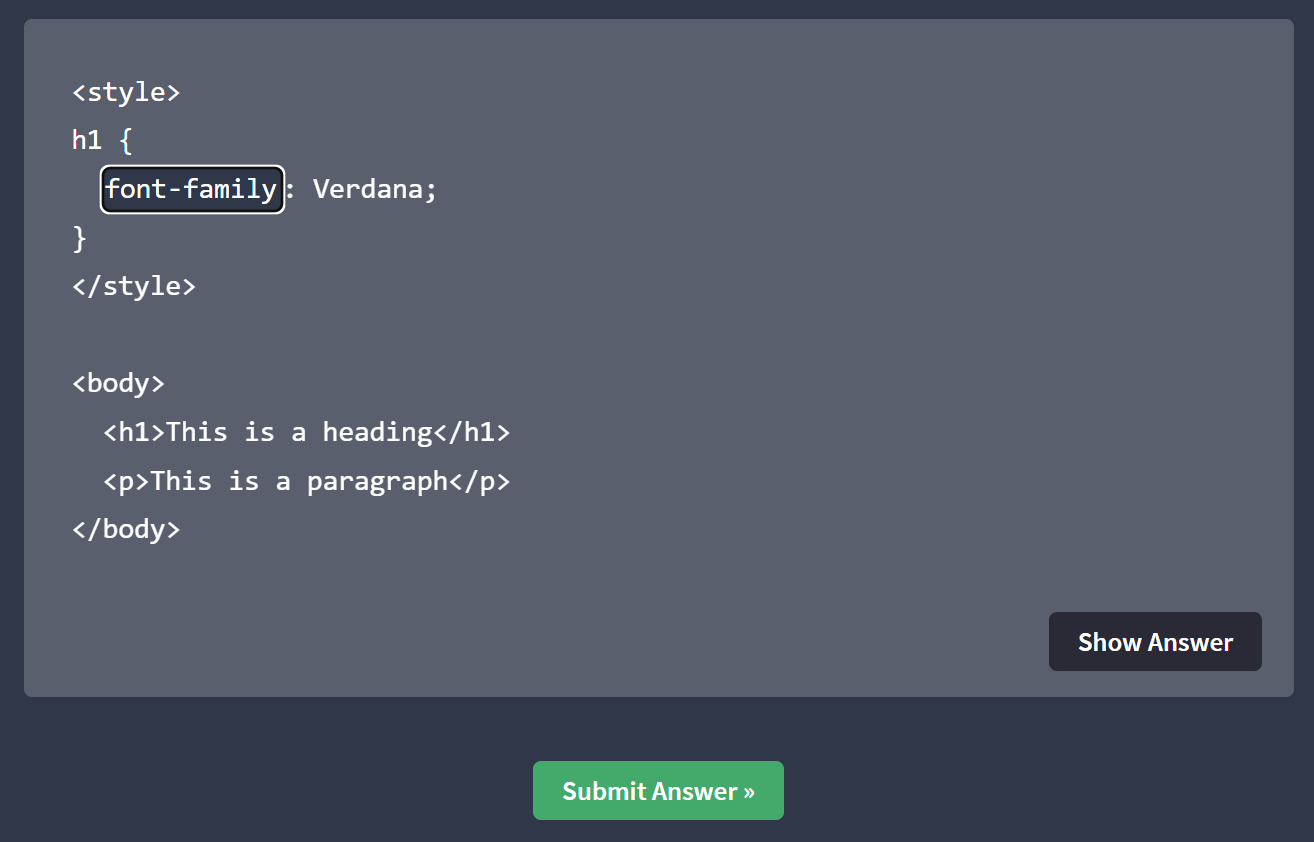 <style>
h1 {
  font-family: Verdana;
}
</style>
<body>
  <h1>This is a heading</h1>
  <p>This is a paragraph</p>
</body>
Show Answer
Submit Answer »